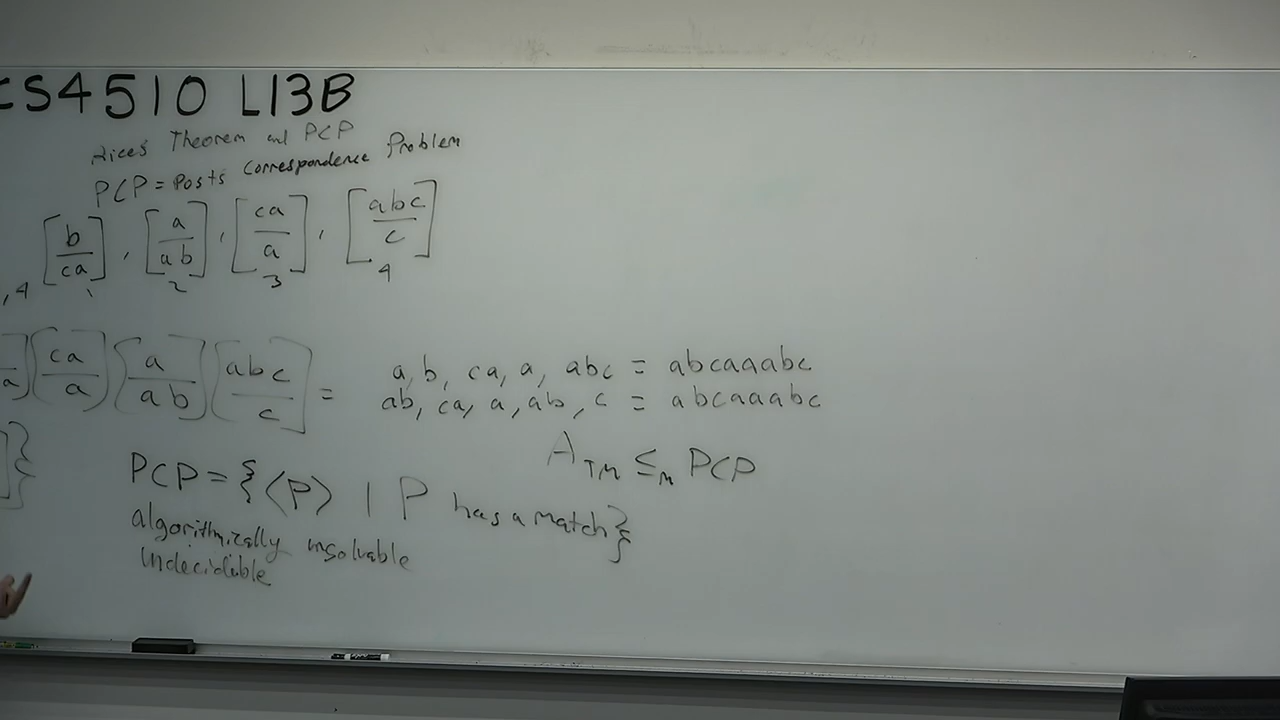 CS4510 L13B
Rices Theorem and PCP
PCP = Posts Correspondence Problem
[b/ca], [a/ab], [ca/a], [abc/c]
,4 1 2 3 4
a] [ca/a] [a/ab] [abc/c] =
a, b, ca, a, abc = abcaaabc
ab, ca, a, ab, c = abcaaabc
]}
A_TM ≤_m PCP
PCP = {⟨P⟩ | P has a match}
algorithmically unsolvable
undecidable